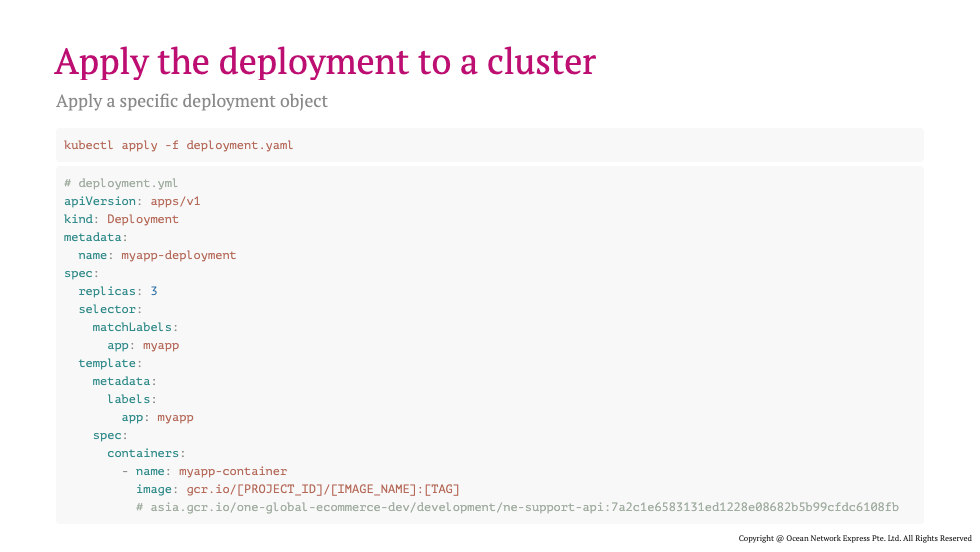 Apply the deployment to a cluster
Apply a specific deployment object
kubectl apply -f deployment.yaml
# deployment.yml
apiVersion: apps/v1
kind: Deployment
metadata:
  name: myapp-deployment
spec:
  replicas: 3
  selector:
    matchLabels:
      app: myapp
  template:
    metadata:
      labels:
        app: myapp
    spec:
      containers:
        - name: myapp-container
          image: gcr.io/[PROJECT_ID]/[IMAGE_NAME]:[TAG]
          # asia.gcr.io/one-global-ecommerce-dev/development/ne-support-api:7a2c1e6583131ed1228e08682b5b99cfdc6108fb
Copyright @ Ocean Network Express Pte. Ltd. All Rights Reserved